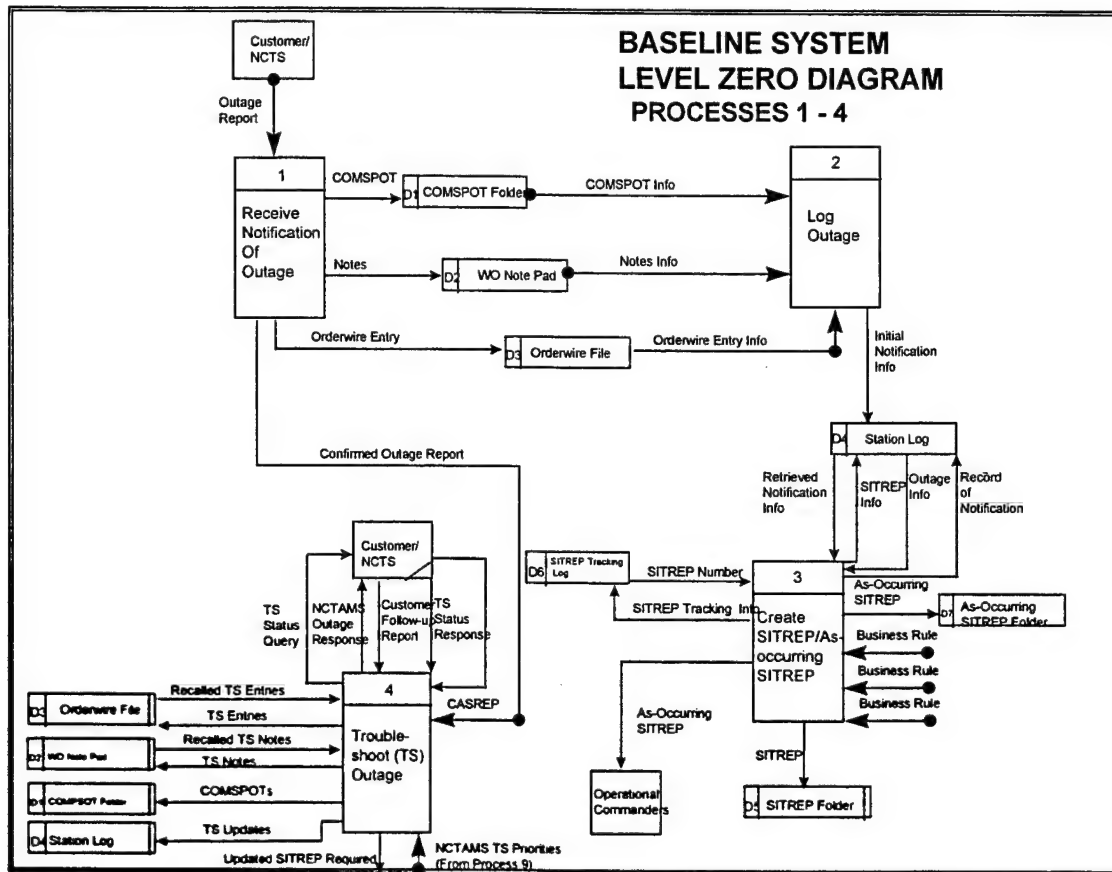 BASELINE SYSTEM
LEVEL ZERO DIAGRAM
PROCESSES 1 - 4
Customer/
NCTS
Outage
Report
1
Receive
Notification
Of
Outage
COMSPOT
D1 COMSPOT Folder
COMSPOT Info
2
Log
Outage
Notes
D2 WO Note Pad
Notes Info
Orderwire Entry
D3 Orderwire File
Orderwire Entry Info
Initial
Notification
Info
D4 Station Log
Confirmed Outage Report
Retrieved
Notification
Info
SITREP
Info
Outage
Info
Record
of
Notification
Customer/
NCTS
TS
Status
Query
NCTAMS
Outage
Response
Customer
Follow-up
Report
TS
Status
Response
D6 SITREP Tracking
Log
SITREP Number
SITREP Tracking Info
3
Create
SITREP/As-
occurring
SITREP
As-Occurring
SITREP
D7 As-Occurring
SITREP Folder
Business Rule
Business Rule
Business Rule
As-Occurring
SITREP
Operational
Commanders
SITREP
D5 SITREP Folder
4
Trouble-
shoot (TS)
Outage
CASREP
D3 Orderwire File
Recalled TS Entries
TS Entries
D2 WO Note Pad
Recalled TS Notes
TS Notes
D1 COMPSOT Folder
COMSPOTs
D4 Station Log
TS Updates
Updated SITREP Required
NCTAMS TS Priorities
(From Process 9)